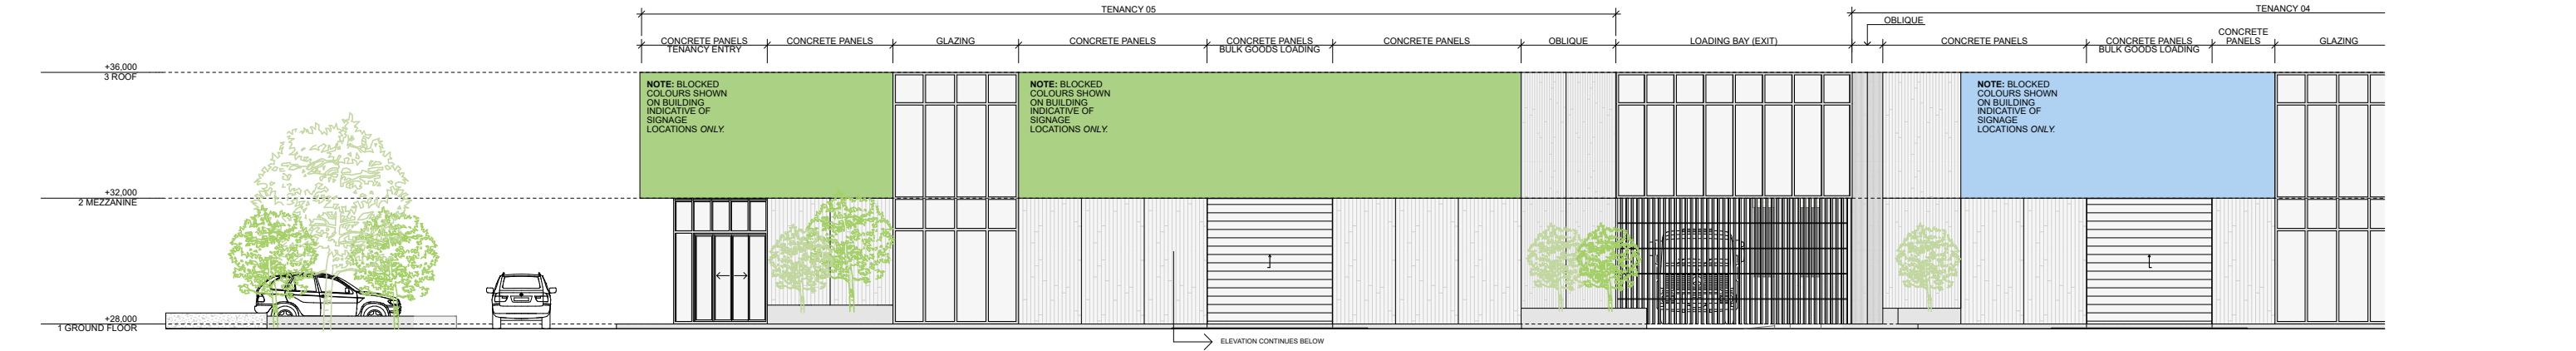 TENANCY 05
TENANCY 04
OBLIQUE
CONCRETE PANELS
TENANCY ENTRY
CONCRETE PANELS
GLAZING
CONCRETE PANELS
CONCRETE PANELS
BULK GOODS LOADING
CONCRETE PANELS
OBLIQUE
LOADING BAY (EXIT)
CONCRETE PANELS
CONCRETE PANELS
BULK GOODS LOADING
CONCRETE
PANELS
GLAZING
+36,000
3 ROOF
NOTE: BLOCKED
COLOURS SHOWN
ON BUILDING
INDICATIVE OF
SIGNAGE
LOCATIONS ONLY.
NOTE: BLOCKED
COLOURS SHOWN
ON BUILDING
INDICATIVE OF
SIGNAGE
LOCATIONS ONLY.
NOTE: BLOCKED
COLOURS SHOWN
ON BUILDING
INDICATIVE OF
SIGNAGE
LOCATIONS ONLY.
+32,000
2 MEZZANINE
+28,000
1 GROUND FLOOR
ELEVATION CONTINUES BELOW